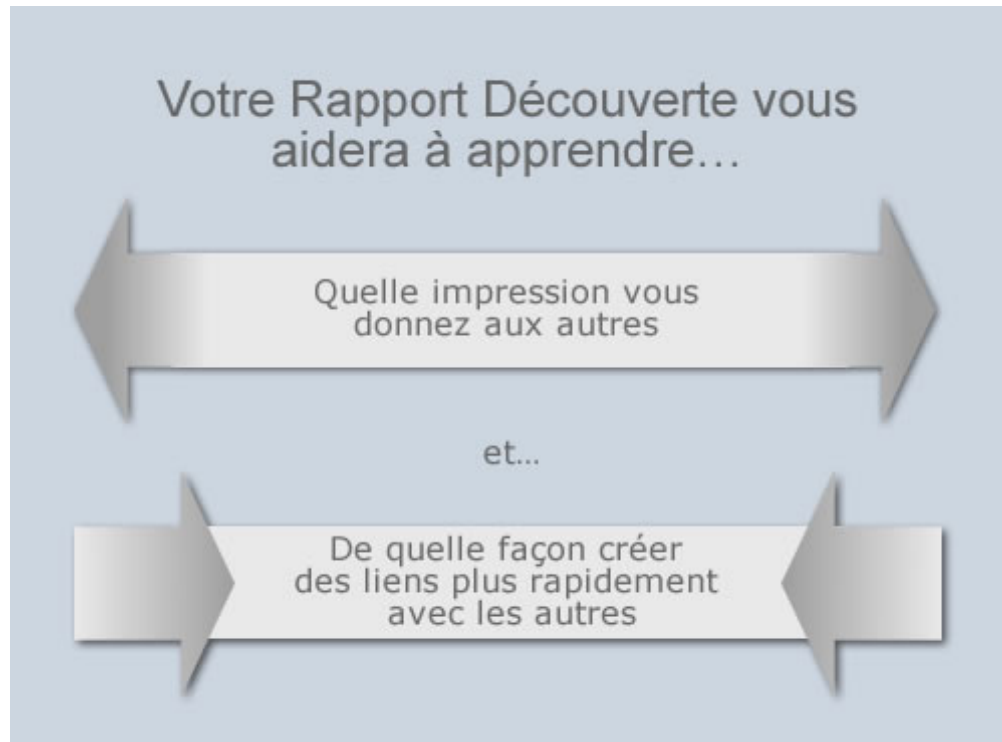 Votre Rapport Découverte vous
aidera à apprendre…
Quelle impression vous
donnez aux autres
et…
De quelle façon créer
des liens plus rapidement
avec les autres